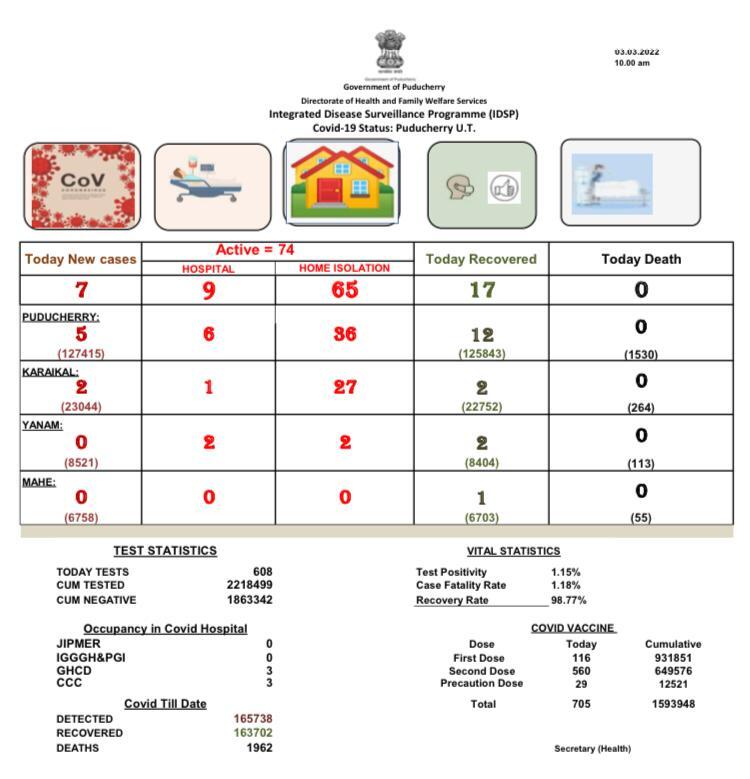 03.03.2022
10.00 am
Government of Puducherry
Government of Puducherry
Directorate of Health and Family Welfare Services
Integrated Disease Surveillance Programme (IDSP)
Covid-19 Status: Puducherry U.T.
CoV
CORONAVIRUS
Today New cases Active = 74 Today Recovered Today Death
HOSPITAL HOME ISOLATION
7 9 65 17 0
PUDUCHERRY:
5 6 36 12 0
(127415) (125843) (1530)
KARAIKAL:
2 1 27 2 0
(23044) (22752) (264)
YANAM:
0 2 2 2 0
(8521) (8404) (113)
MAHE:
0 0 0 1 0
(6758) (6703) (55)
TEST STATISTICS
TODAY TESTS 608
CUM TESTED 2218499
CUM NEGATIVE 1863342
VITAL STATISTICS
Test Positivity 1.15%
Case Fatality Rate 1.18%
Recovery Rate 98.77%
Occupancy in Covid Hospital
JIPMER 0
IGGGH&PGI 0
GHCD 3
CCC 3
COVID VACCINE
Dose Today Cumulative
First Dose 116 931851
Second Dose 560 649576
Precaution Dose 29 12521
Total 705 1593948
Covid Till Date
DETECTED 165738
RECOVERED 163702
DEATHS 1962
Secretary (Health)